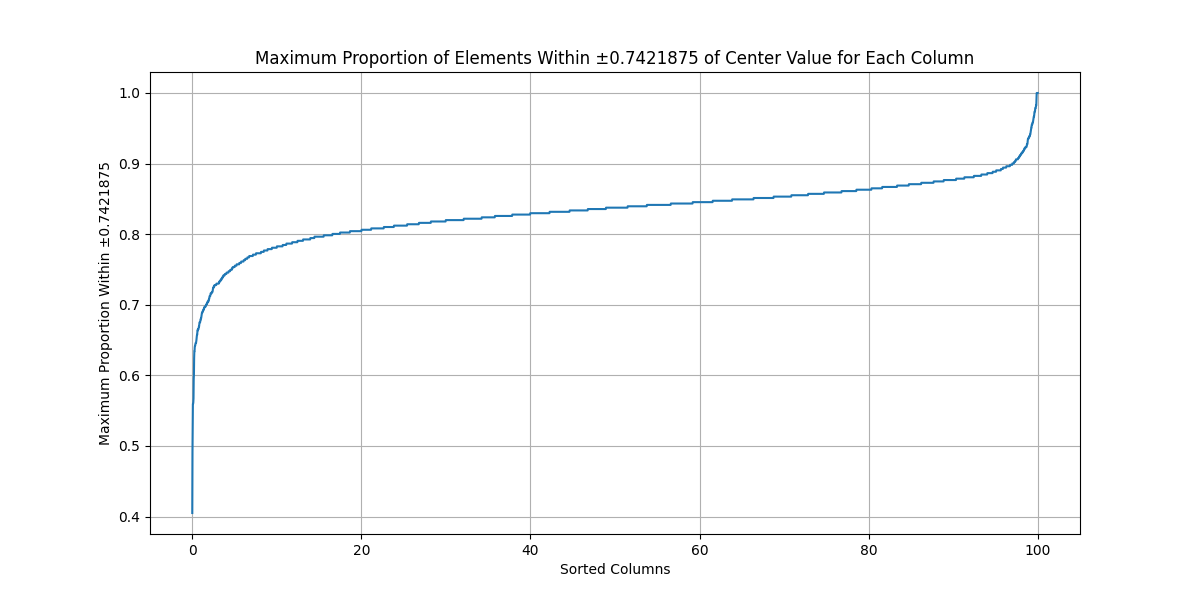 Maximum Proportion of Elements Within ±0.7421875 of Center Value for Each Column
Maximum Proportion Within ±0.7421875
1.0
0.9
0.8
0.7
0.6
0.5
0.4
0 20 40 60 80 100
Sorted Columns